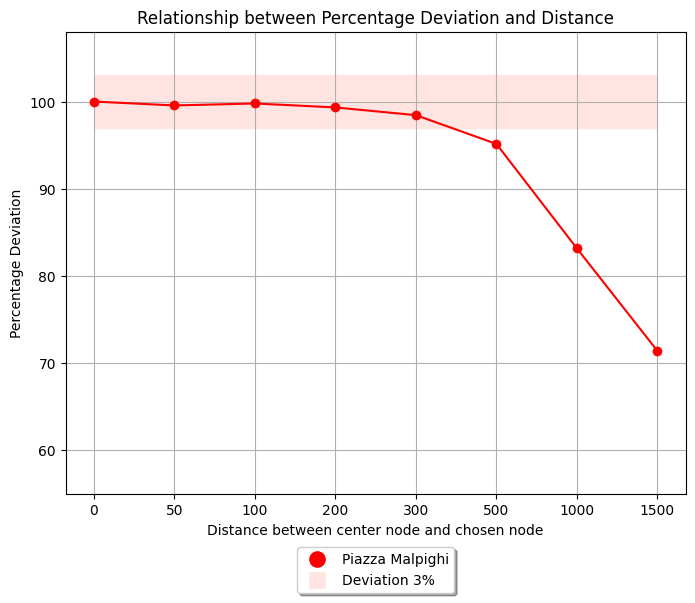 Relationship between Percentage Deviation and Distance
Percentage Deviation
100
90
80
70
60
0 50 100 200 300 500 1000 1500
Distance between center node and chosen node
Piazza Malpighi
Deviation 3%